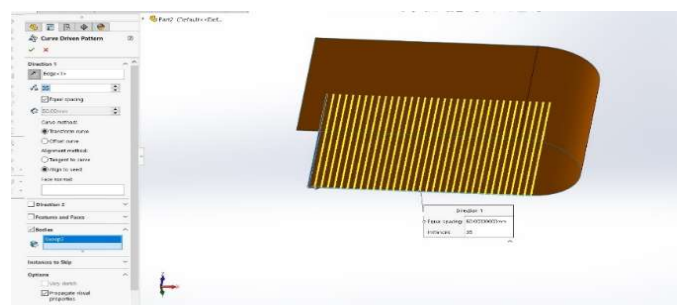 Part2 (Default<<Def...
Curve Driven Pattern
Direction 1
Edge<1>
Equal spacing
Curve method:
Transform curve
Offset curve
Alignment method:
Tangent to curve
Align to seed
Face normal:
Direction 2
Features and Faces
Bodies
Instances to Skip
Options
Vary sketch
Propagate visual
properties
Direction 1
Equal spacing:
Instances: